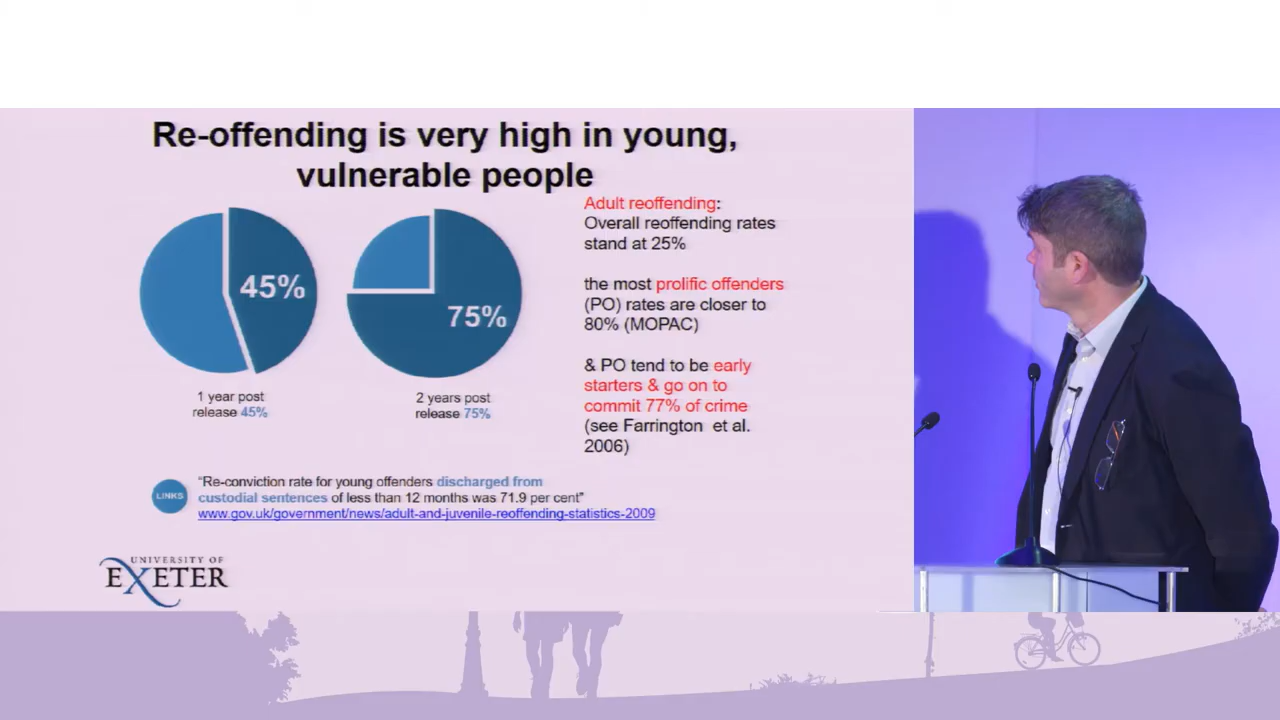 Re-offending is very high in young,
vulnerable people
45%
75%
1 year post
release 45%
2 years post
release 75%
Adult reoffending:
Overall reoffending rates
stand at 25%
the most prolific offenders
(PO) rates are closer to
80% (MOPAC)
& PO tend to be early
starters & go on to
commit 77% of crime
(see Farrington et al.
2006)
LINKS
“Re-conviction rate for young offenders discharged from
custodial sentences of less than 12 months was 71.9 per cent”
www.gov.uk/government/news/adult-and-juvenile-reoffending-statistics-2009
UNIVERSITY OF
EXETER